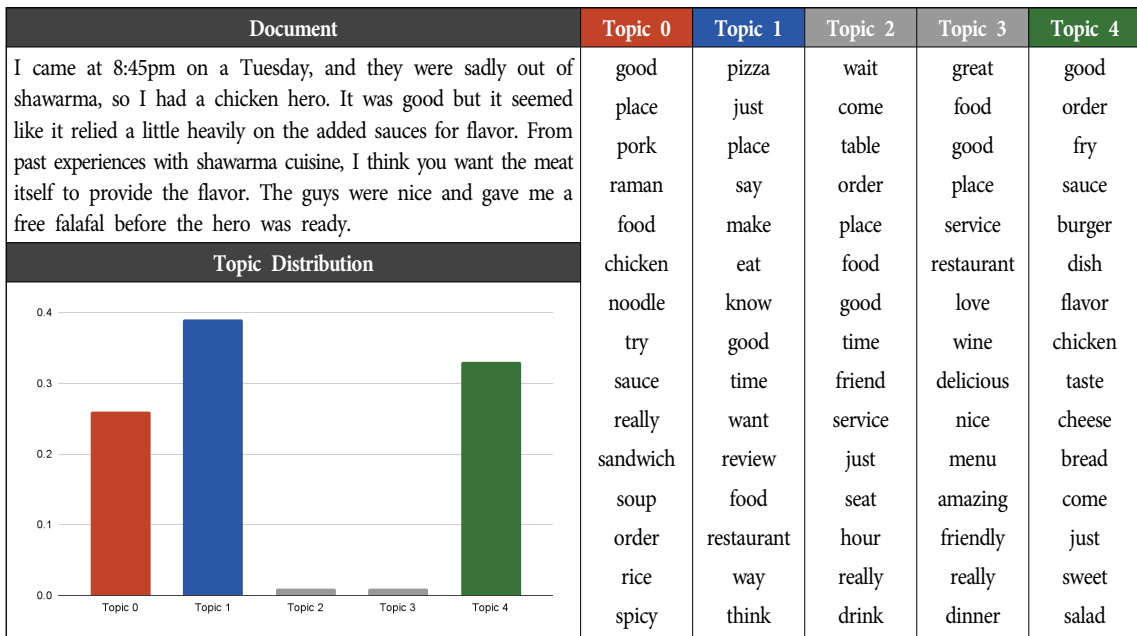 Document
I came at 8:45pm on a Tuesday, and they were sadly out of
shawarma, so I had a chicken hero. It was good but it seemed
like it relied a little heavily on the added sauces for flavor. From
past experiences with shawarma cuisine, I think you want the meat
itself to provide the flavor. The guys were nice and gave me a
free falafal before the hero was ready.
Topic Distribution
0.4
0.3
0.2
0.1
0.0
Topic 0 Topic 1 Topic 2 Topic 3 Topic 4
Topic 0 Topic 1 Topic 2 Topic 3 Topic 4
good pizza wait great good
place just come food order
pork place table good fry
raman say order place sauce
food make place service burger
chicken eat food restaurant dish
noodle know good love flavor
try good time wine chicken
sauce time friend delicious taste
really want service nice cheese
sandwich review just menu bread
soup food seat amazing come
order restaurant hour friendly just
rice way really really sweet
spicy think drink dinner salad